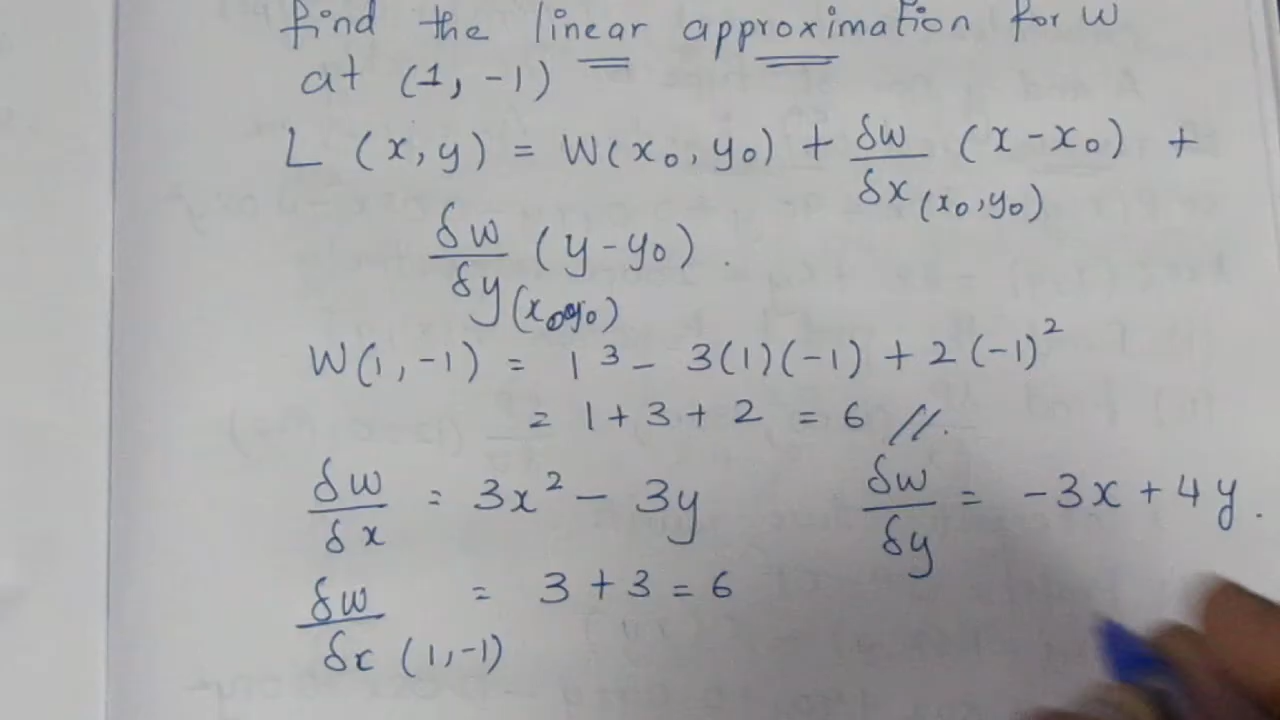 find the linear approximation for w
at (1, -1)
L (x, y) = W(x₀, y₀) + δw/δx (x₀,y₀) (x - x₀) +
δw/δy (x₀,y₀) (y - y₀).
W(1, -1) = 1³ - 3(1)(-1) + 2(-1)²
= 1 + 3 + 2 = 6 //.
δw/δx = 3x² - 3y δw/δy = -3x + 4y.
δw/δx (1,-1) = 3 + 3 = 6